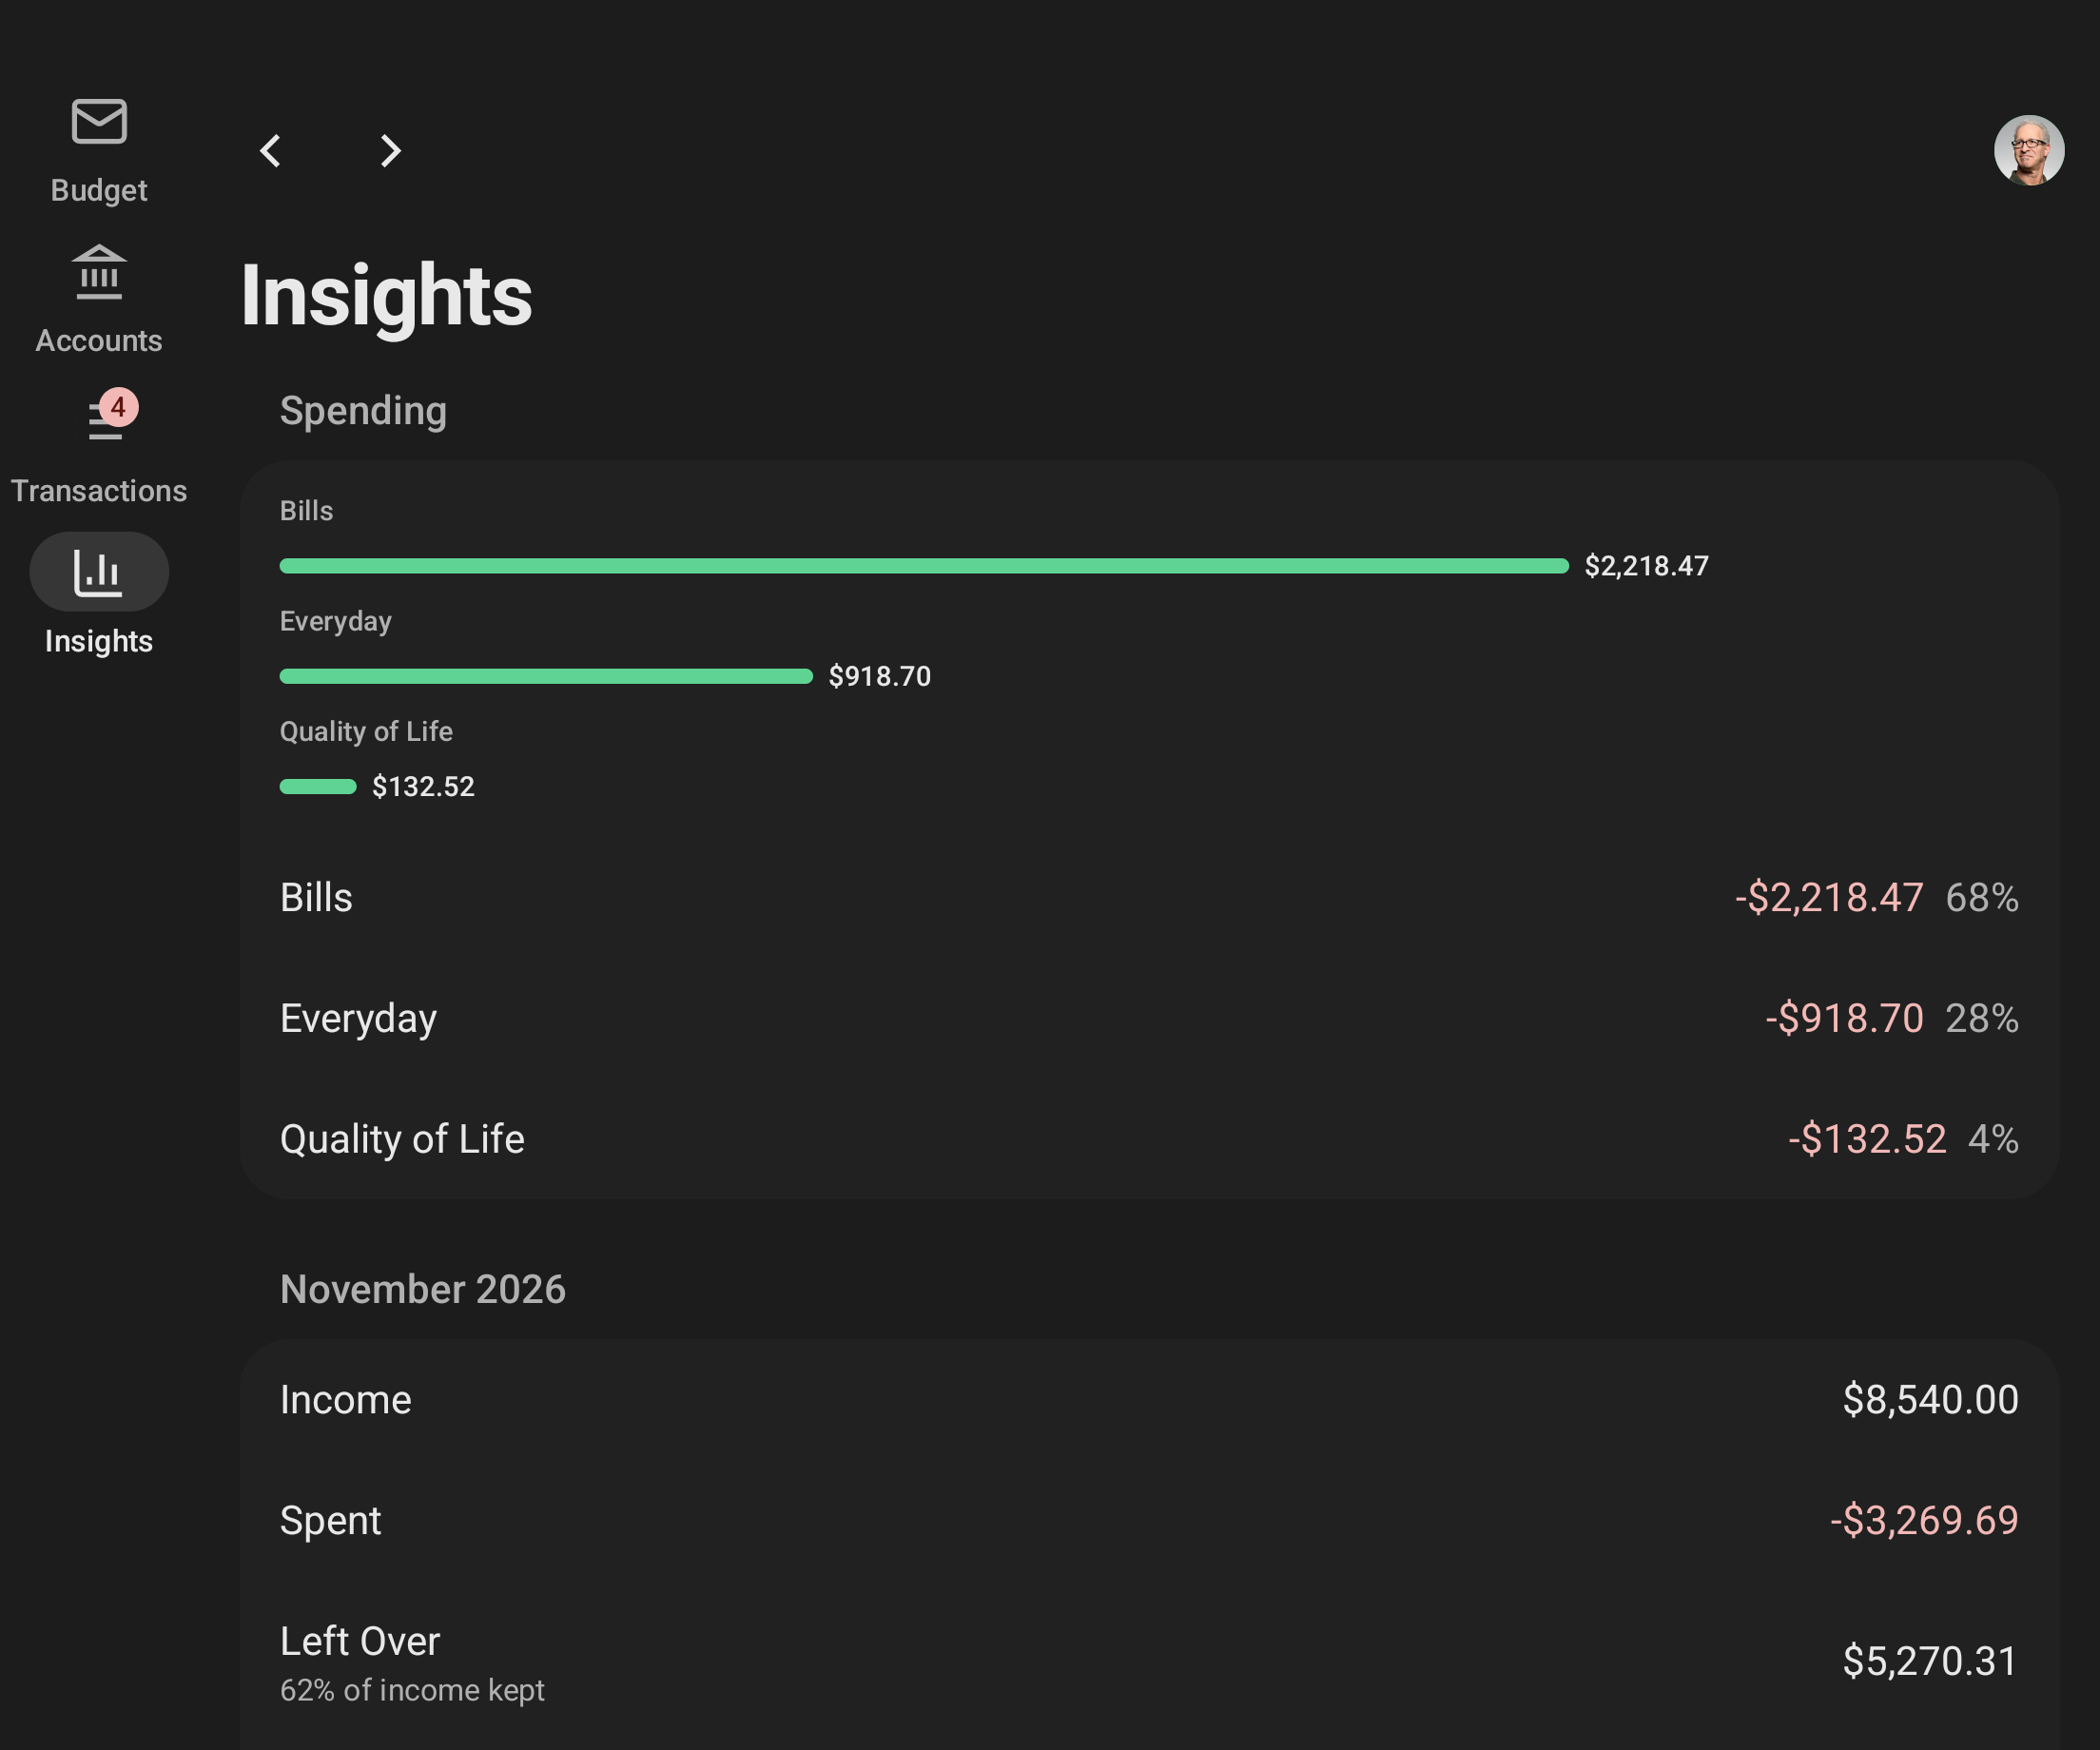 Budget
Accounts
4
Transactions
Insights
Insights
Spending
Bills
$2,218.47
Everyday
$918.70
Quality of Life
$132.52
Bills -$2,218.47 68%
Everyday -$918.70 28%
Quality of Life -$132.52 4%
November 2026
Income $8,540.00
Spent -$3,269.69
Left Over $5,270.31
62% of income kept